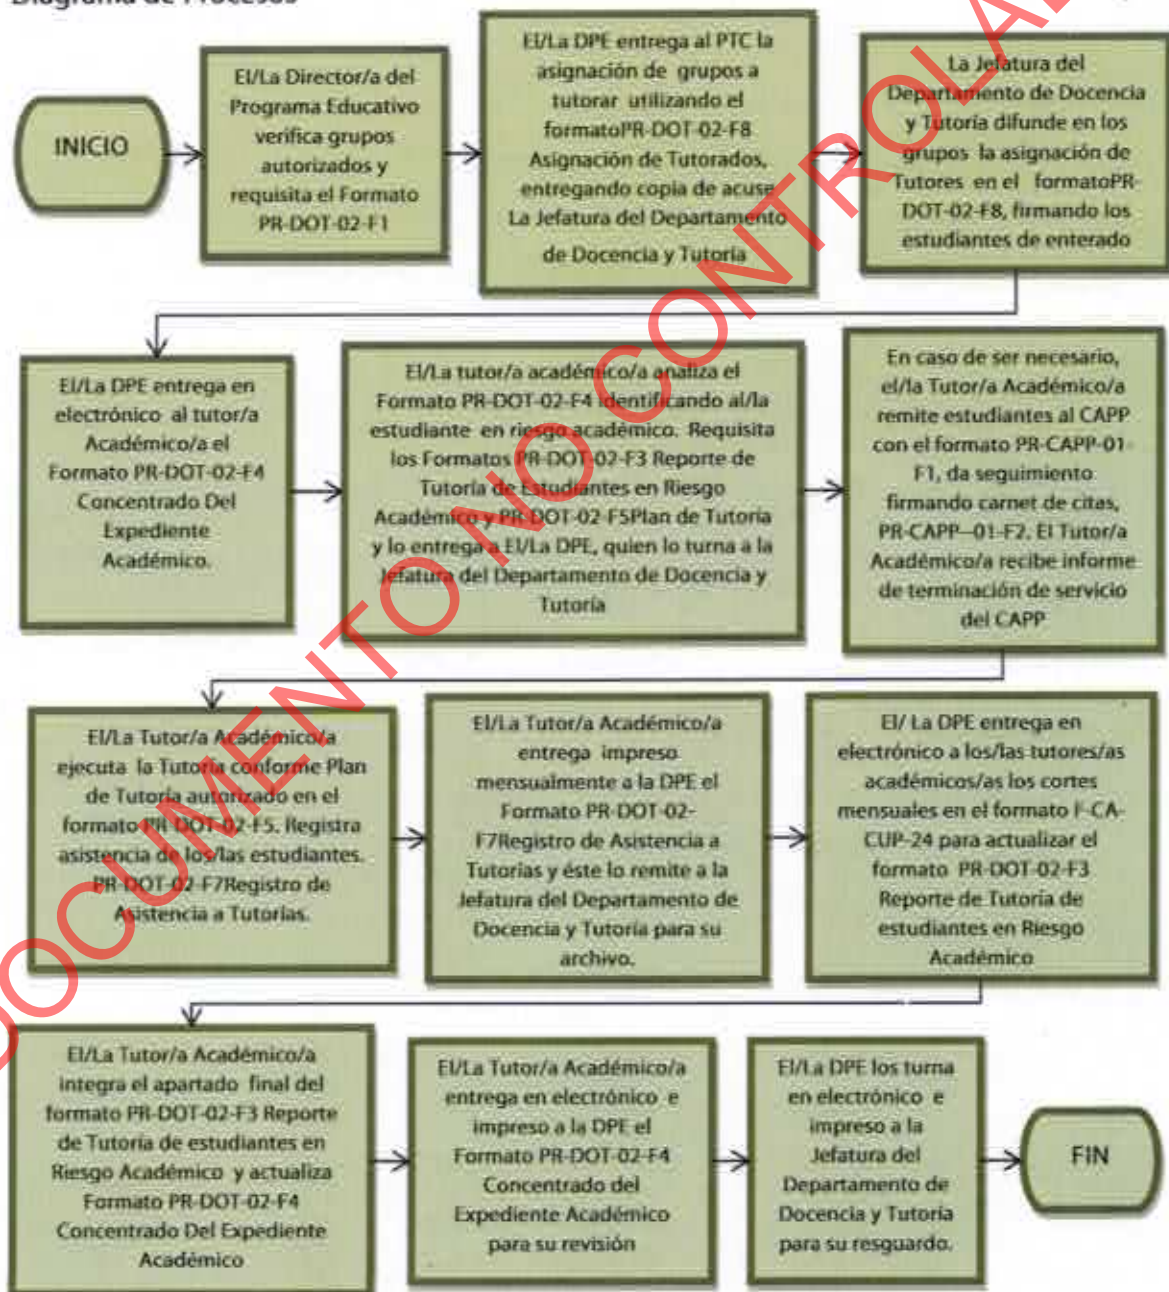 Diagrama de Procesos
INICIO
El/La Director/a del
Programa Educativo
verifica grupos
autorizados y
requisita el Formato
PR-DOT-02-F1
El/La DPE entrega al PTC la
asignación de grupos a
tutorar utilizando el
formatoPR-DOT-02-F8
Asignación de Tutorados,
entregando copia de acuse
La Jefatura del Departamento
de Docencia y Tutoría
La Jefatura del
Departamento de Docencia
y Tutoría difunde en los
grupos la asignación de
Tutores en el formatoPR-
DOT-02-F8, firmando los
estudiantes de enterado
El/La DPE entrega en
electrónico al tutor/a
Académico/a el
Formato PR-DOT-02-F4
Concentrado Del
Expediente
Académico.
El/La tutor/a académico/a analiza el
Formato PR-DOT-02-F4 identificando al/la
estudiante en riesgo académico. Requisita
los Formatos PR-DOT-02-F3 Reporte de
Tutoría de Estudiantes en Riesgo
Académico y PR-DOT-02-F5Plan de Tutoría
y lo entrega a El/La DPE, quien lo turna a la
Jefatura del Departamento de Docencia y
Tutoría
En caso de ser necesario,
el/la Tutor/a Académico/a
remite estudiantes al CAPP
con el formato PR-CAPP-01-
F1, da seguimiento
firmando carnet de citas,
PR-CAPP--01-F2. El Tutor/a
Académico/a recibe informe
de terminación de servicio
del CAPP
El/La Tutor/a Académico/a
ejecuta la Tutoría conforme Plan
de Tutoría autorizado en el
formato PR-DOT-02-F5. Registra
asistencia de los/las estudiantes.
PR-DOT-02-F7Registro de
Asistencia a Tutorías.
El/La Tutor/a Académico/a
entrega impreso
mensualmente a la DPE el
Formato PR-DOT-02-
F7Registro de Asistencia a
Tutorías y éste lo remite a la
Jefatura del Departamento de
Docencia y Tutoría para su
archivo.
El/ La DPE entrega en
electrónico a los/las tutores/as
académicos/as los cortes
mensuales en el formato F-CA-
CUP-24 para actualizar el
formato PR-DOT-02-F3
Reporte de Tutoría de
estudiantes en Riesgo
Académico
El/La Tutor/a Académico/a
integra el apartado final del
formato PR-DOT-02-F3 Reporte
de Tutoría de estudiantes en
Riesgo Académico y actualiza
Formato PR-DOT-02-F4
Concentrado Del Expediente
Académico
El/La Tutor/a Académico/a
entrega en electrónico e
impreso a la DPE el
Formato PR-DOT-02-F4
Concentrado del
Expediente Académico
para su revisión
El/La DPE los turna
en electrónico e
impreso a la
Jefatura del
Departamento de
Docencia y Tutoría
para su resguardo.
FIN
DOCUMENTO NO CONTROLA